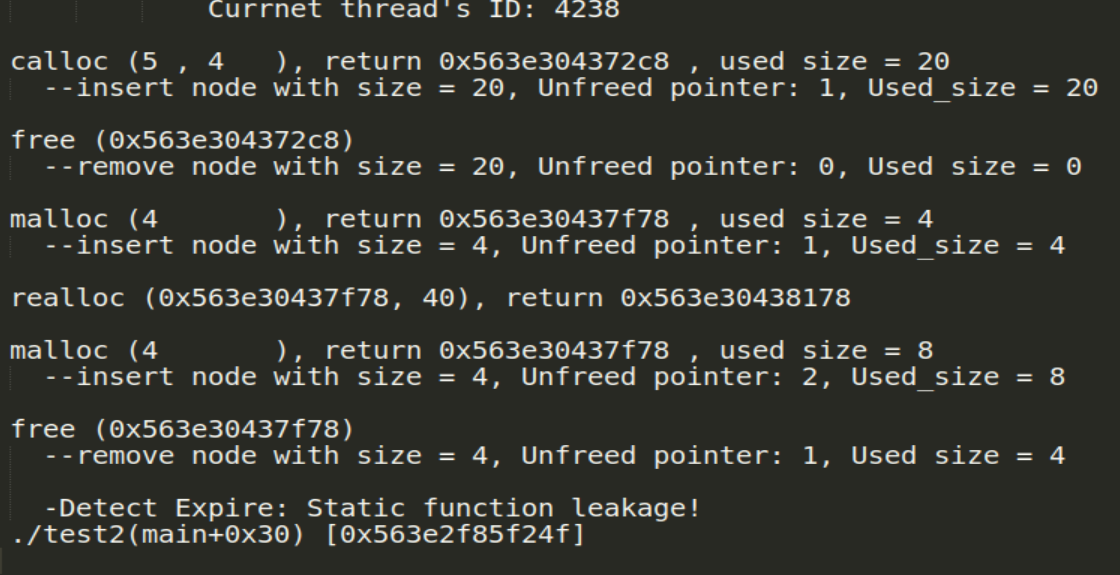 Currnet thread's ID: 4238
calloc (5 , 4   ), return 0x563e304372c8 , used size = 20
--insert node with size = 20, Unfreed pointer: 1, Used_size = 20
free (0x563e304372c8)
--remove node with size = 20, Unfreed pointer: 0, Used size = 0
malloc (4       ), return 0x563e30437f78 , used size = 4
--insert node with size = 4, Unfreed pointer: 1, Used_size = 4
realloc (0x563e30437f78, 40), return 0x563e30438178
malloc (4       ), return 0x563e30437f78 , used size = 8
--insert node with size = 4, Unfreed pointer: 2, Used_size = 8
free (0x563e30437f78)
--remove node with size = 4, Unfreed pointer: 1, Used size = 4
-Detect Expire: Static function leakage!
./test2(main+0x30) [0x563e2f85f24f]